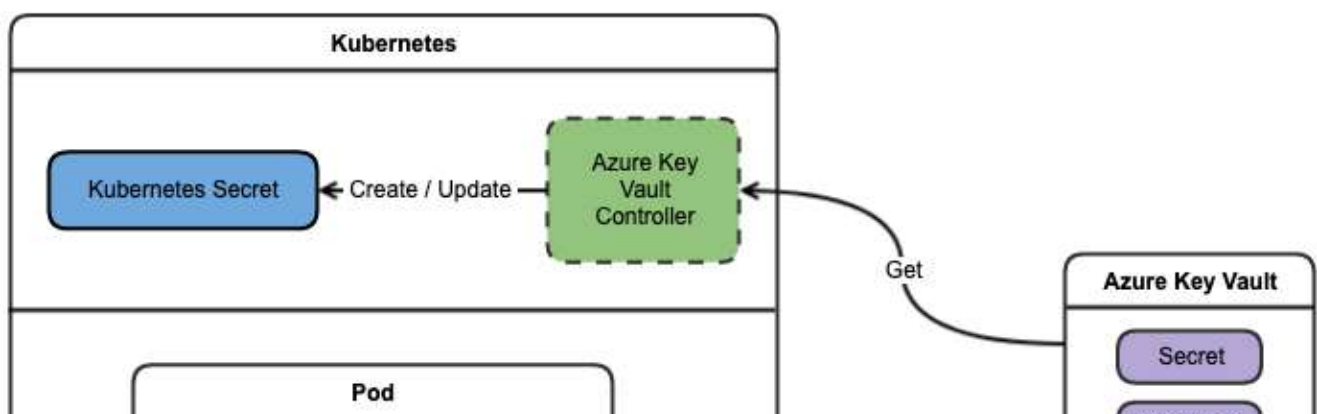 Kubernetes
Azure Key
Vault
Controller
Kubernetes Secret
Create / Update
Get
Azure Key Vault
Secret
Pod